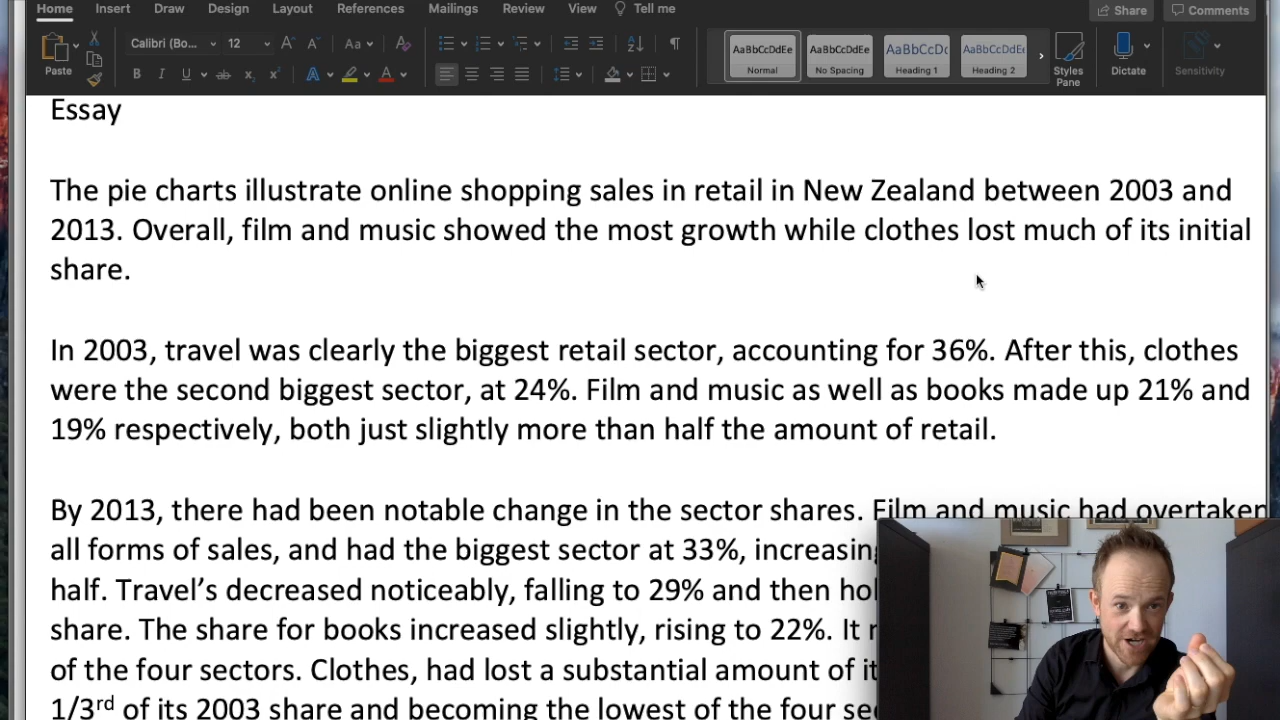 Home Insert Draw Design Layout References Mailings Review View Tell me Share Comments
Paste Calibri (Bo... 12 Aa AaBbCcDdEe AaBbCcDdEe AaBbCcDc AaBbCcDdEe Styles Pane Dictate Sensitivity
Normal No Spacing Heading 1 Heading 2
B I U ab x x A A
Essay
The pie charts illustrate online shopping sales in retail in New Zealand between 2003 and
2013. Overall, film and music showed the most growth while clothes lost much of its initial
share.
In 2003, travel was clearly the biggest retail sector, accounting for 36%. After this, clothes
were the second biggest sector, at 24%. Film and music as well as books made up 21% and
19% respectively, both just slightly more than half the amount of retail.
By 2013, there had been notable change in the sector shares. Film and music had overtaken
all forms of sales, and had the biggest sector at 33%, increasing
half. Travel’s decreased noticeably, falling to 29% and then
share. The share for books increased slightly, rising to 22%. It
of the four sectors. Clothes, had lost a substantial amount of
1/3rd of its 2003 share and becoming the lowest of the four